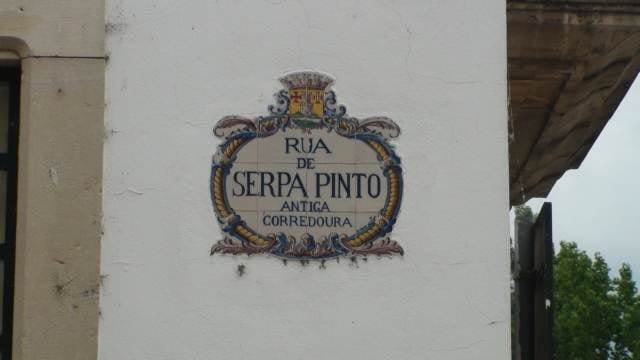 RUA
DE
SERPA PINTO
ANTIGA
CORREDOURA